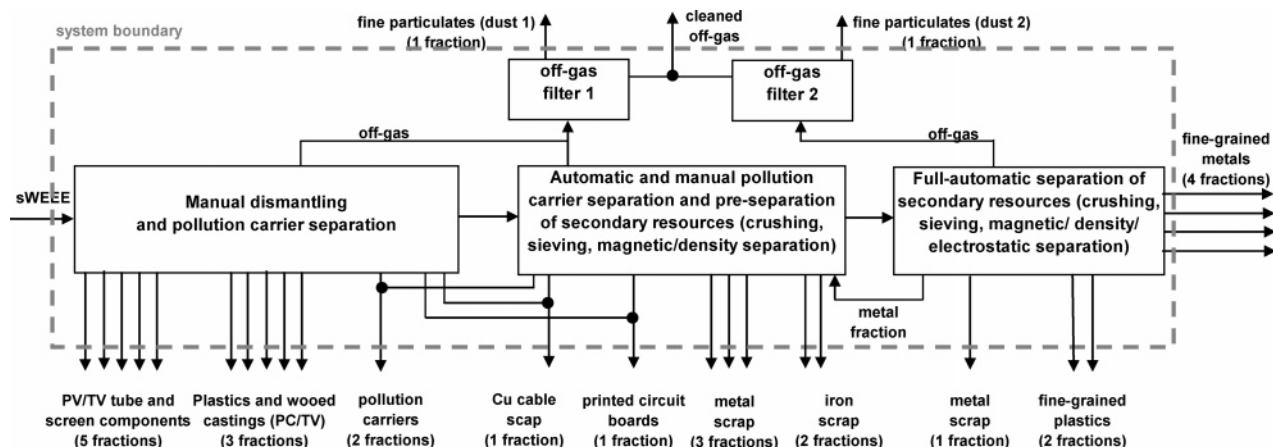 system boundary
fine particulates (dust 1)
(1 fraction)
cleaned
off-gas
fine particulates (dust 2)
(1 fraction)
off-gas
filter 1
off-gas
filter 2
off-gas
off-gas
fine-grained
metals
(4 fractions)
sWEEE
Manual dismantling
and pollution carrier separation
Automatic and manual pollution
carrier separation and pre-separation
of secondary resources (crushing,
sieving, magnetic/density separation)
Full-automatic separation of
secondary resources (crushing,
sieving, magnetic/ density/
electrostatic separation)
metal
fraction
PV/TV tube and
screen components
(5 fractions)
Plastics and wooed
castings (PC/TV)
(3 fractions)
pollution
carriers
(2 fractions)
Cu cable
scap
(1 fraction)
printed circuit
boards
(1 fraction)
metal
scrap
(3 fractions)
iron
scrap
(2 fractions)
metal
scrap
(1 fraction)
fine-grained
plastics
(2 fractions)